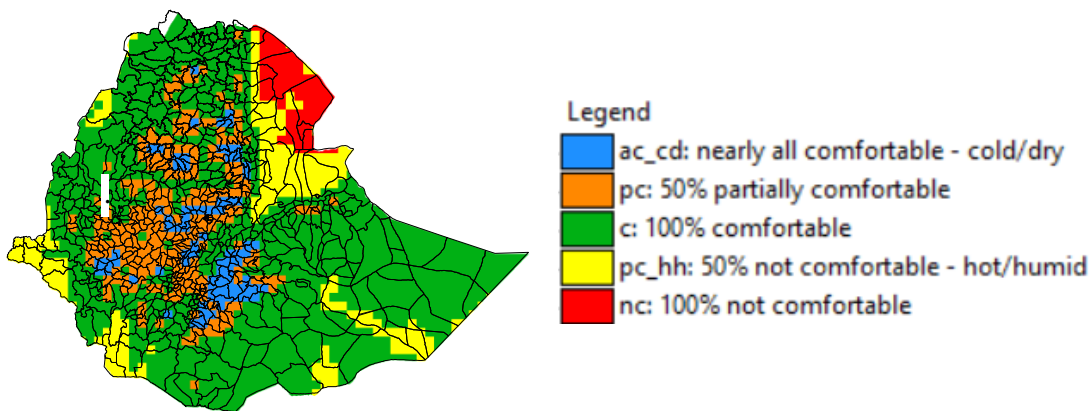 Legend
ac_cd: nearly all comfortable - cold/dry
pc: 50% partially comfortable
c: 100% comfortable
pc_hh: 50% not comfortable - hot/humid
nc: 100% not comfortable